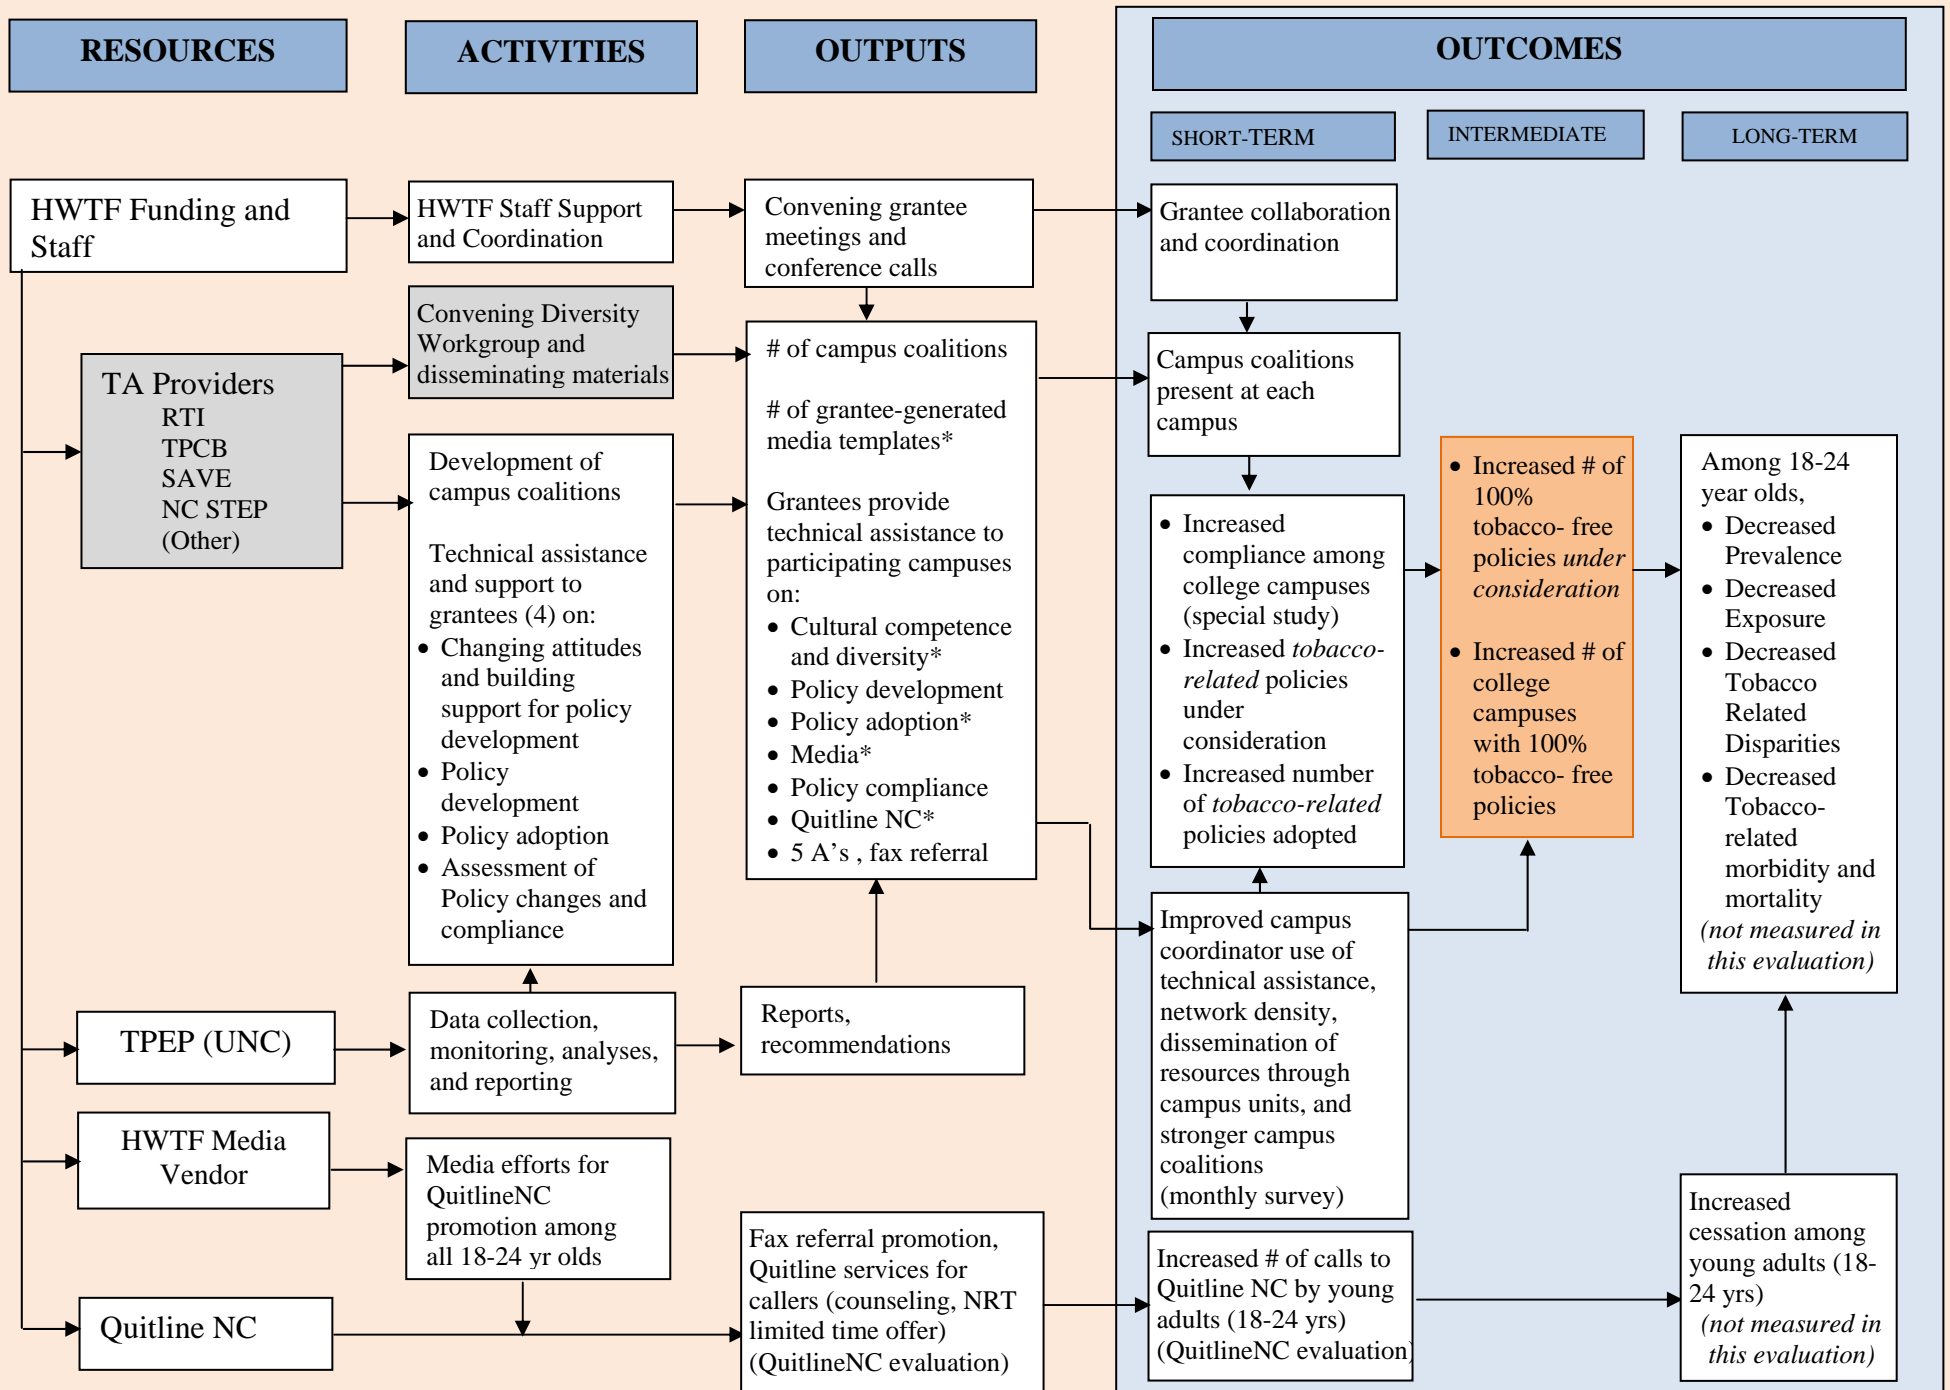 RESOURCES
ACTIVITIES
OUTPUTS
OUTCOMES
SHORT-TERM
INTERMEDIATE
LONG-TERM
HWTF Funding and
Staff
TA Providers
RTI
TPCB
SAVE
NC STEP
(Other)
TPEP (UNC)
HWTF Media
Vendor
Quitline NC
HWTF Staff Support
and Coordination
Convening Diversity
Workgroup and
disseminating materials
Development of
campus coalitions
Technical assistance
and support to
grantees (4) on:
• Changing attitudes
and building
support for policy
development
• Policy
development
• Policy adoption
• Assessment of
Policy changes and
compliance
Data collection,
monitoring, analyses,
and reporting
Media efforts for
QuitlineNC
promotion among
all 18-24 yr olds
Convening grantee
meetings and
conference calls
# of campus coalitions
# of grantee-generated
media templates*
Grantees provide
technical assistance to
participating campuses
on:
• Cultural competence
and diversity*
• Policy development
• Policy adoption*
• Media*
• Policy compliance
• Quitline NC*
• 5 A's , fax referral
Reports,
recommendations
Fax referral promotion,
Quitline services for
callers (counseling, NRT
limited time offer)
(QuitlineNC evaluation)
Grantee collaboration
and coordination
Campus coalitions
present at each
campus
• Increased
compliance among
college campuses
(special study)
• Increased tobacco-
related policies
under
consideration
• Increased number
of tobacco-related
policies adopted
Improved campus
coordinator use of
technical assistance,
network density,
dissemination of
resources through
campus units, and
stronger campus
coalitions
(monthly survey)
Increased # of calls to
Quitline NC by young
adults (18-24 yrs)
(QuitlineNC evaluation)
• Increased # of
100%
tobacco- free
policies under
consideration
• Increased # of
college
campuses
with 100%
tobacco- free
policies
Among 18-24
year olds,
• Decreased
Prevalence
• Decreased
Exposure
• Decreased
Tobacco
Related
Disparities
• Decreased
Tobacco-
related
morbidity and
mortality
(not measured in
this evaluation)
Increased
cessation among
young adults (18-
24 yrs)
(not measured in
this evaluation)